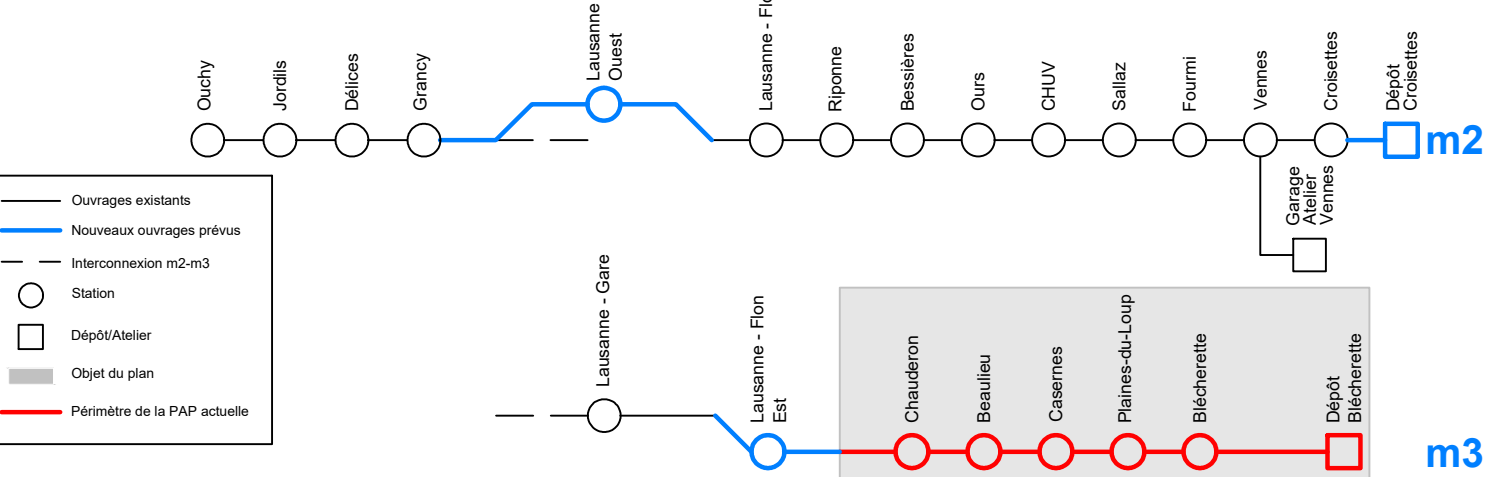 Ouchy
Jordils
Délices
Grancy
Lausanne
Ouest
Lausanne -
Riponne
Bessières
Ours
CHUV
Sallaz
Fourmi
Vennes
Croisettes
Dépôt
Croisettes
m2
Garage
Atelier
Vennes
Ouvrages existants
Nouveaux ouvrages prévus
Interconnexion m2-m3
Station
Dépôt/Atelier
Objet du plan
Périmètre de la PAP actuelle
Lausanne - Gare
Lausanne - Flon
Est
Chauderon
Beaulieu
Casernes
Plaines-du-Loup
Blécherette
Dépôt
Blécherette
m3